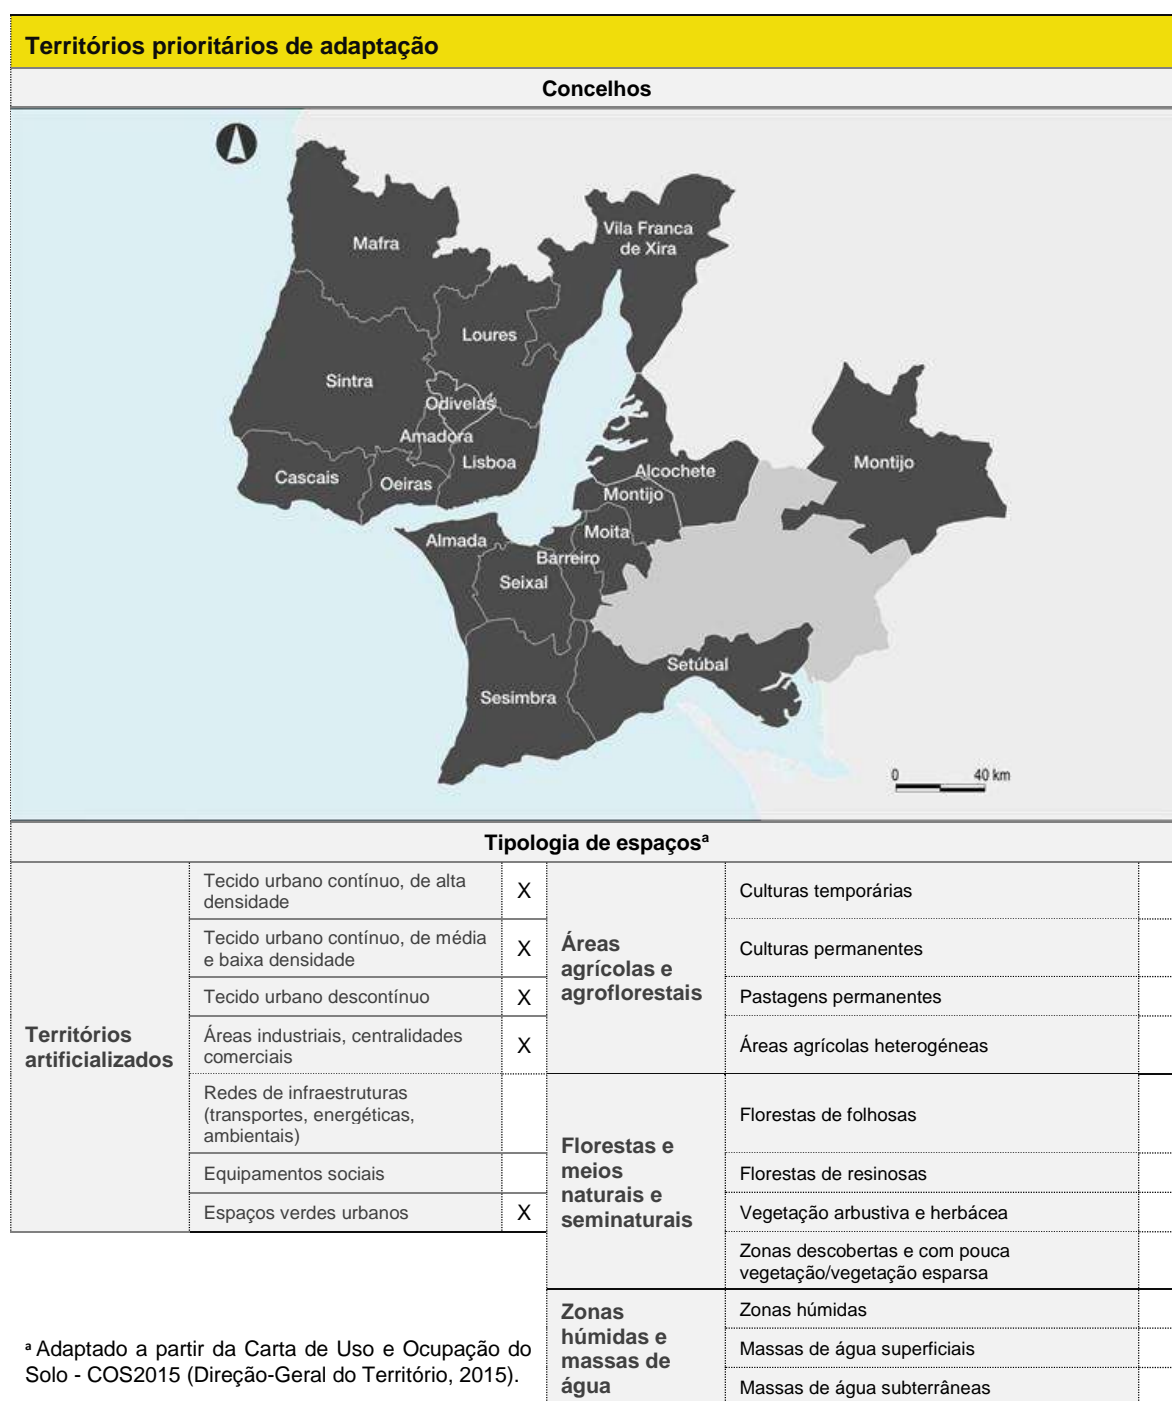 Territórios prioritários de adaptação
Concelhos
Mafra
Vila Franca
de Xira
Loures
Sintra
Odivelas
Amadora
Lisboa
Cascais
Oeiras
Alcochete
Montijo
Montijo
Moita
Almada
Barreiro
Seixal
Setúbal
Sesimbra
0 40 km
Tipologia de espaçosᵃ
Territórios
artificializados
Tecido urbano contínuo, de alta
densidade
X
Tecido urbano contínuo, de média
e baixa densidade
X
Tecido urbano descontínuo
X
Áreas industriais, centralidades
comerciais
X
Redes de infraestruturas
(transportes, energéticas,
ambientais)
Equipamentos sociais
Espaços verdes urbanos
X
Áreas
agrícolas e
agroflorestais
Culturas temporárias
Culturas permanentes
Pastagens permanentes
Áreas agrícolas heterogéneas
Florestas e
meios
naturais e
seminaturais
Florestas de folhosas
Florestas de resinosas
Vegetação arbustiva e herbácea
Zonas descobertas e com pouca
vegetação/vegetação esparsa
Zonas
húmidas e
massas de
água
Zonas húmidas
Massas de água superficiais
Massas de água subterrâneas
ᵃ Adaptado a partir da Carta de Uso e Ocupação do
Solo - COS2015 (Direção-Geral do Território, 2015).